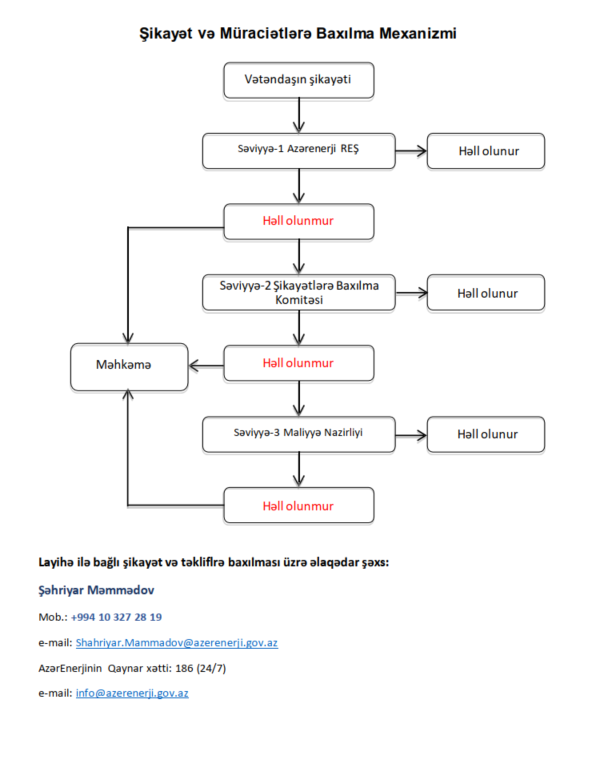 Şikayət və Müraciətlərə Baxılma Mexanizmi
Vətəndaşın şikayəti
Səviyyə-1 Azərenerji REŞ
Həll olunur
Həll olunmur
Səviyyə-2 Şikayətlərə Baxılma
Komitəsi
Həll olunur
Məhkəmə
Həll olunmur
Səviyyə-3 Maliyyə Nazirliyi
Həll olunur
Həll olunmur
Layihə ilə bağlı şikayət və təkliflrə baxılması üzrə əlaqədar şəxs:
Şəhriyar Məmmədov
Mob.: +994 10 327 28 19
e-mail: Shahriyar.Mammadov@azerenerji.gov.az
AzərEnerjinin Qaynar xətti: 186 (24/7)
e-mail: info@azerenerji.gov.az